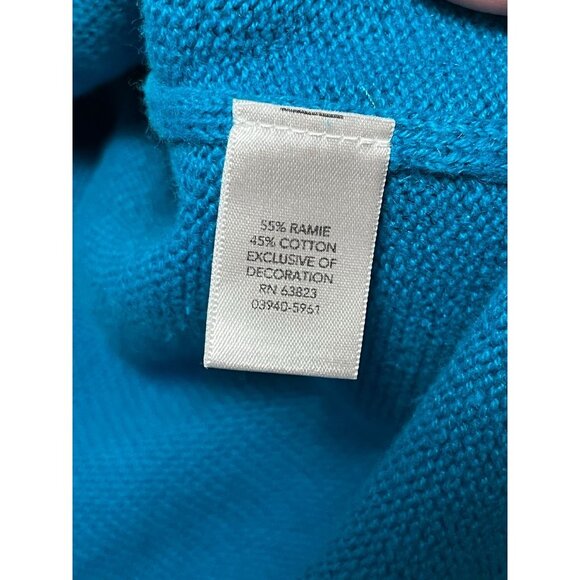 55% RAMIE
45% COTTON
EXCLUSIVE OF
DECORATION
RN 63823
03940-5961